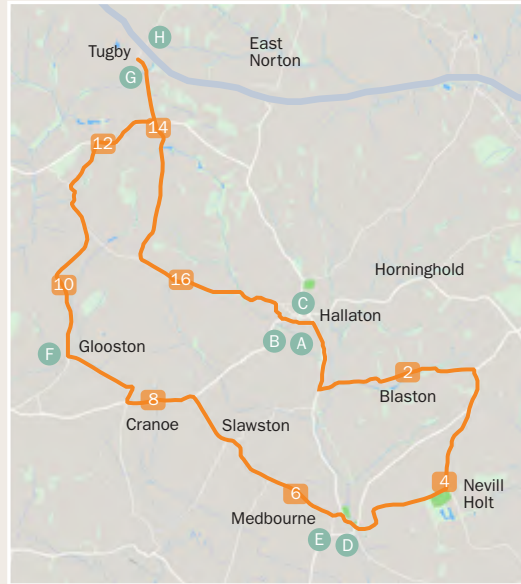 H
East
Norton
Tugby
G
14
12
Horninghold
16
10
C
Hallaton
B
A
Glooston
F
2
Blaston
8
Cranoe
Slawston
4
Nevill
Holt
6
Medbourne
E
D